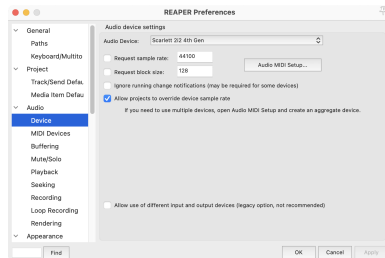 REAPER Preferences
General
Paths
Keyboard/Multito
Project
Track/Send Defau
Media Item Defau
Audio
Device
MIDI Devices
Buffering
Mute/Solo
Playback
Seeking
Recording
Loop Recording
Rendering
Appearance
Find
Audio device settings
Audio Device: Scarlett 2i2 4th Gen
Request sample rate: 44100
Request block size: 128
Audio MIDI Setup...
Ignore running change notifications (may be required for some devices)
Allow projects to override device sample rate
If you need to use multiple devices, open Audio MIDI Setup and create an aggregate device.
Allow use of different input and output devices (legacy option, not recommended)
OK Cancel Apply